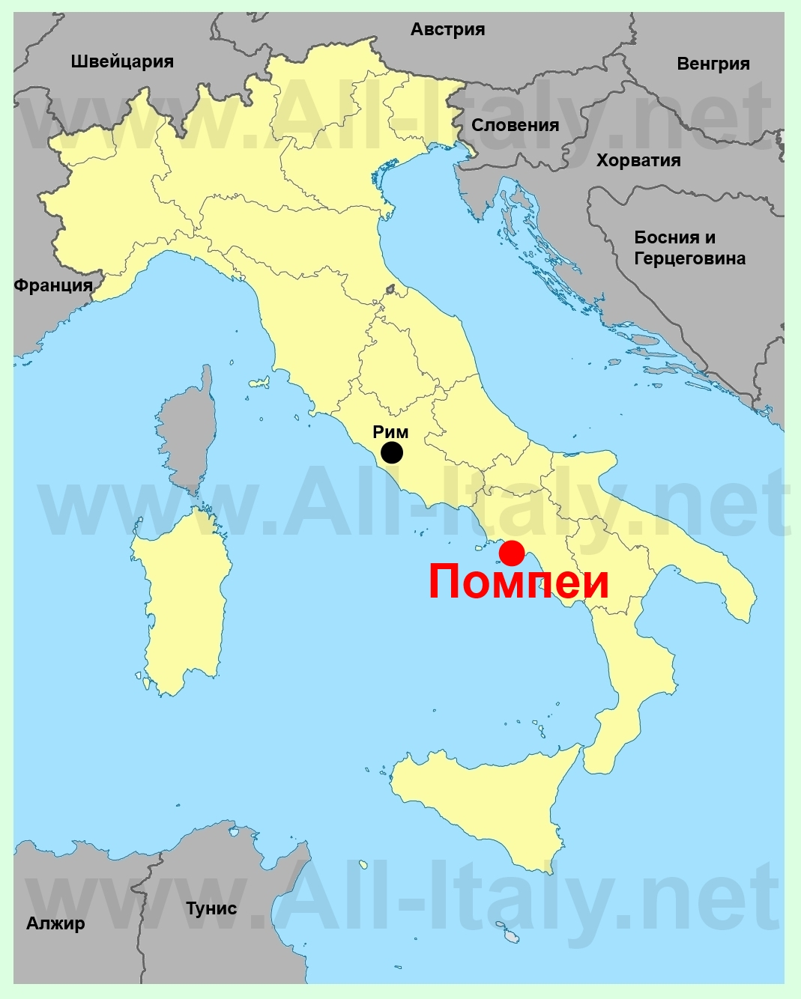 Австрия
Швейцария
Венгрия
www.All-Italy.net
Словения
Хорватия
Босния и
Герцеговина
Франция
Рим
www.All-Italy.net
Помпеи
www.All-Italy.net
Тунис
Алжир